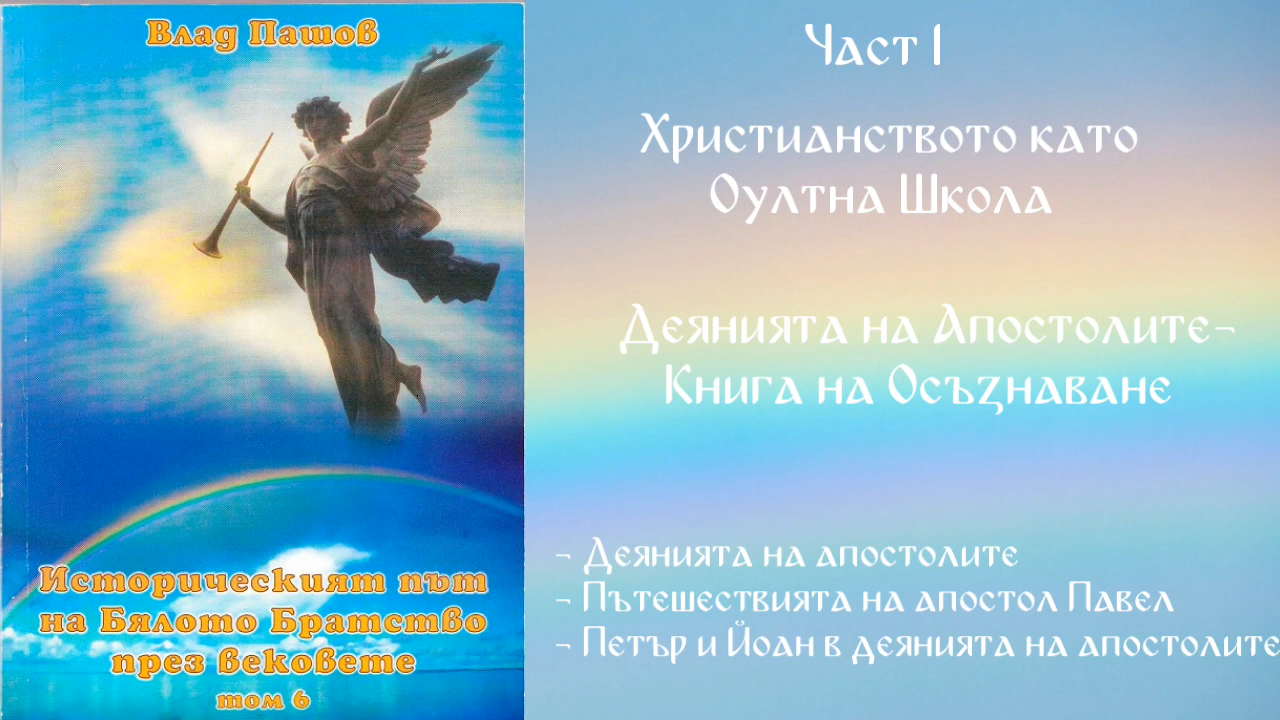 Влад Пашов
Историческият път
на Бялото Братство
през вековете
том 6
Част I
Християнството като
Оултна Школа
Деянията на Апостолите-
Книга на Осъзнаване
- Деянията на апостолите
- Пътешествията на апостол Павел
- Петър и Йоан в деянията на апостолите